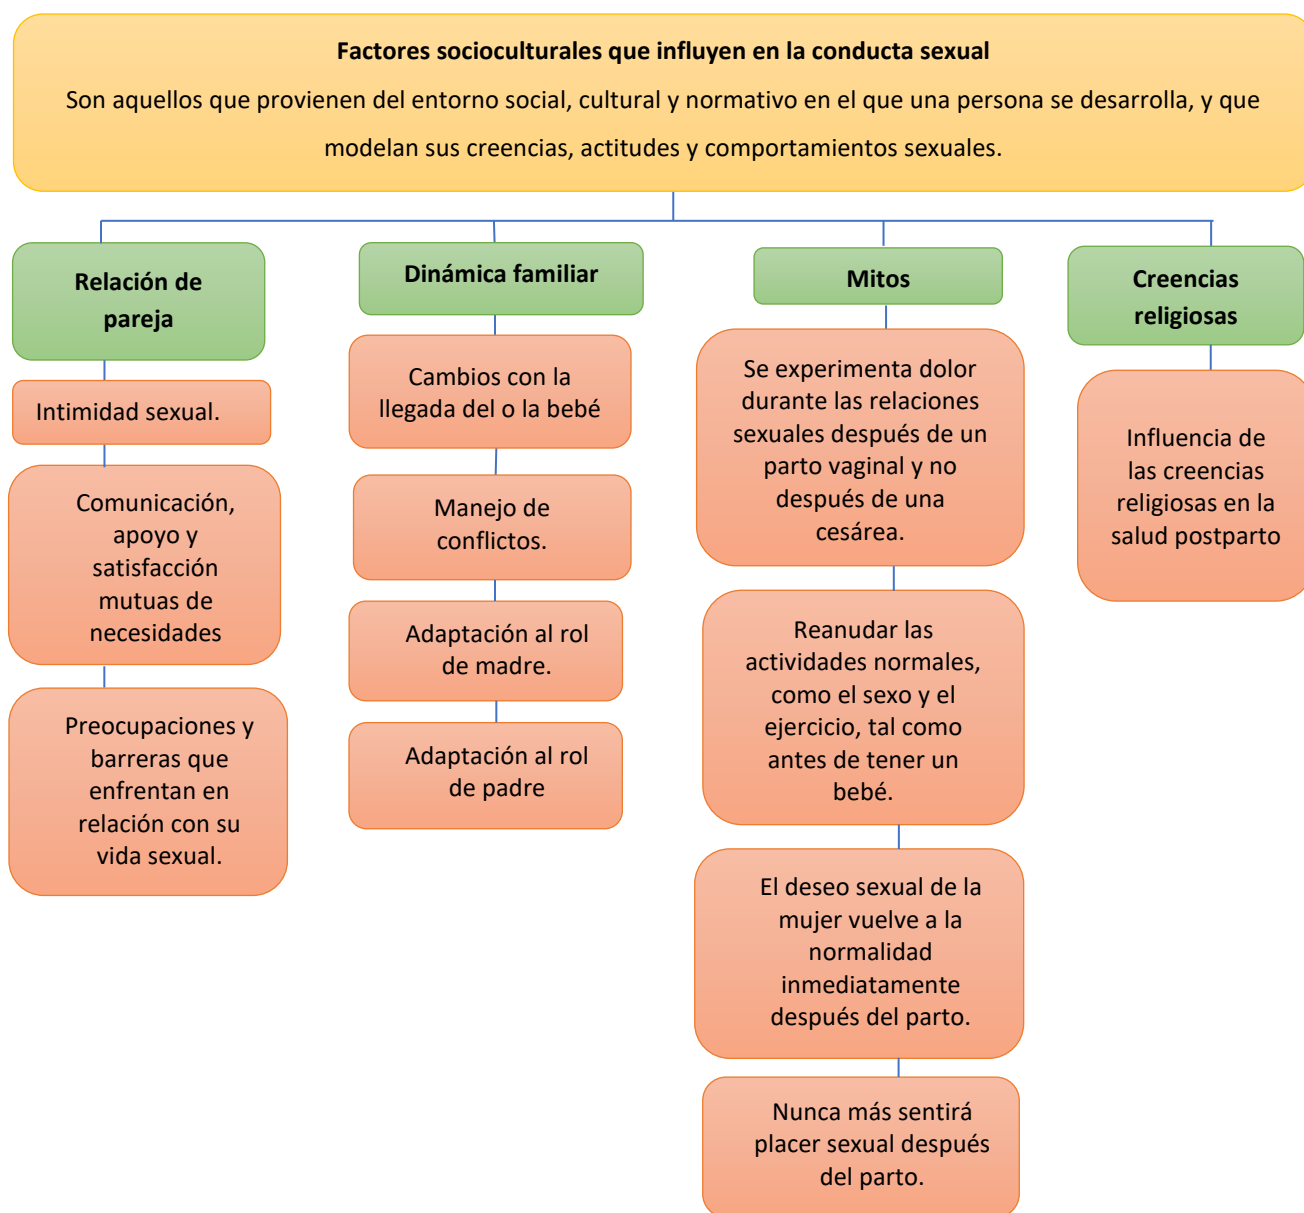 Factores socioculturales que influyen en la conducta sexual
Son aquellos que provienen del entorno social, cultural y normativo en el que una persona se desarrolla, y que
modelan sus creencias, actitudes y comportamientos sexuales.
Relación de
pareja
Intimidad sexual.
Comunicación,
apoyo y
satisfacción
mutuas de
necesidades
Preocupaciones y
barreras que
enfrentan en
relación con su
vida sexual.
Dinámica familiar
Cambios con la
llegada del o la bebé
Manejo de
conflictos.
Adaptación al rol
de madre.
Adaptación al rol
de padre
Mitos
Se experimenta dolor
durante las relaciones
sexuales después de un
parto vaginal y no
después de una
cesárea.
Reanudar las
actividades normales,
como el sexo y el
ejercicio, tal como
antes de tener un
bebé.
El deseo sexual de la
mujer vuelve a la
normalidad
inmediatamente
después del parto.
Nunca más sentirá
placer sexual después
del parto.
Creencias
religiosas
Influencia de
las creencias
religiosas en la
salud postparto